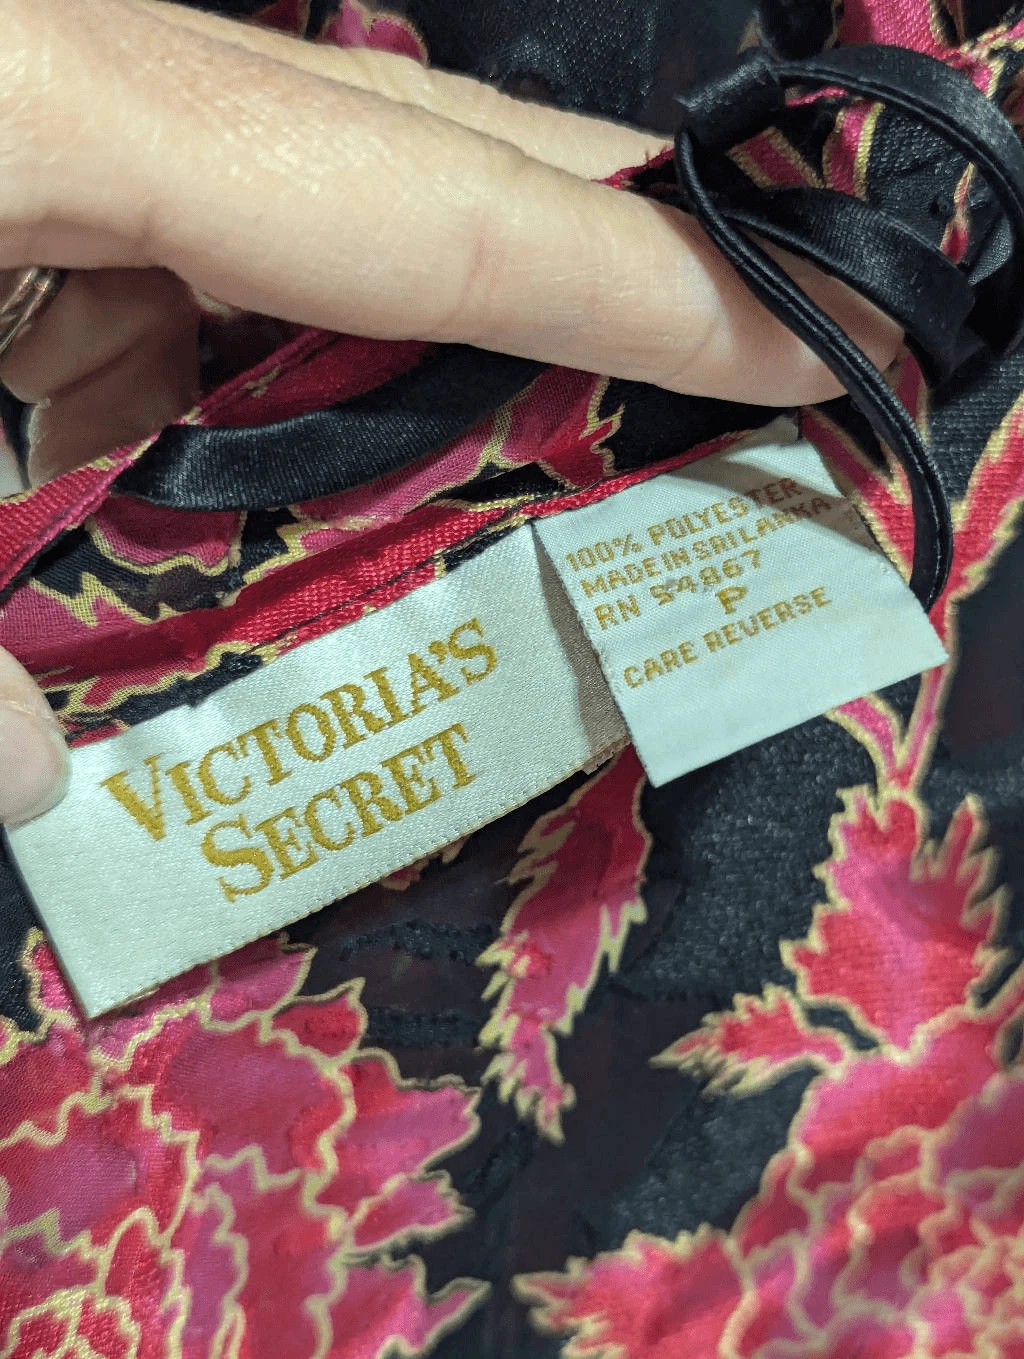 VICTORIA'S
SECRET
100% POLYESTER
MADE IN SRI LANKA
RN 54867
P
CARE REVERSE